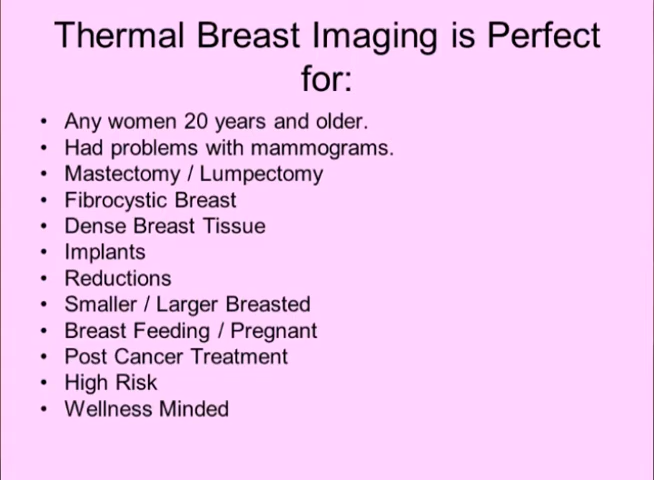 Thermal Breast Imaging is Perfect
for:
• Any women 20 years and older.
• Had problems with mammograms.
• Mastectomy / Lumpectomy
• Fibrocystic Breast
• Dense Breast Tissue
• Implants
• Reductions
• Smaller / Larger Breasted
• Breast Feeding / Pregnant
• Post Cancer Treatment
• High Risk
• Wellness Minded